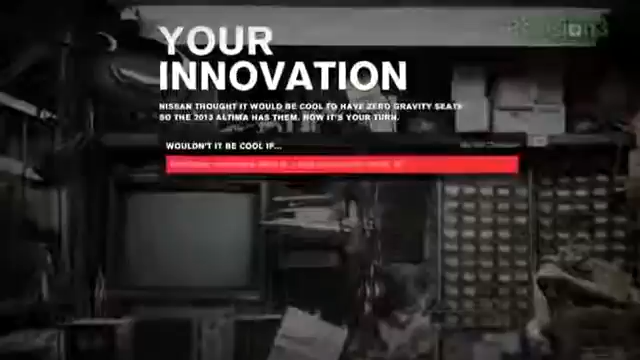 YOUR
INNOVATION
NISSAN THOUGHT IT WOULD BE COOL TO HAVE ZERO GRAVITY SEATS
SO THE 2013 ALTIMA HAS THEM. NOW IT'S YOUR TURN.
WOULDN'T IT BE COOL IF...